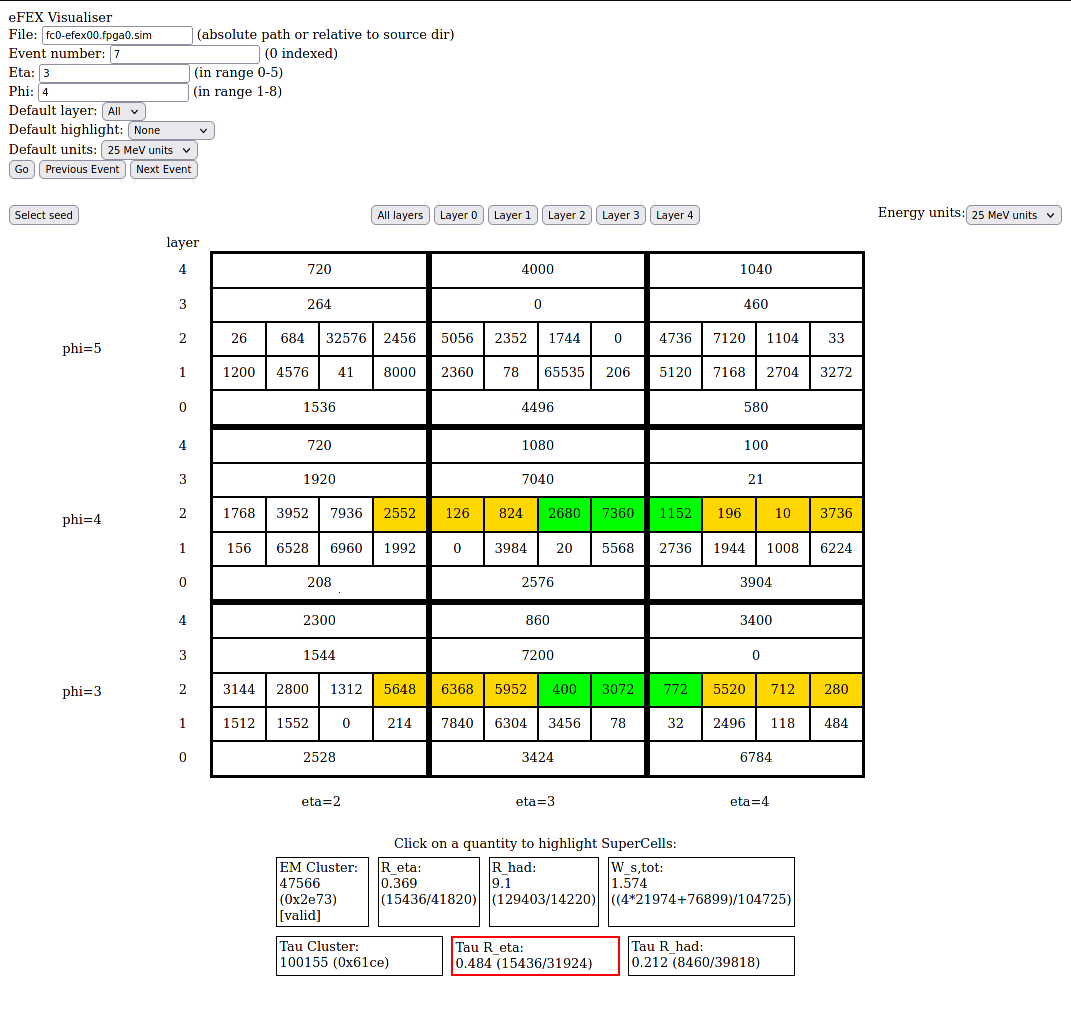 eFEX Visualiser
File: fc0-efex00.fpga0.sim (absolute path or relative to source dir)
Event number: 7 (0 indexed)
Eta: 3 (in range 0-5)
Phi: 4 (in range 1-8)
Default layer: All
Default highlight: None
Default units: 25 MeV units
Go Previous Event Next Event
Select seed All layers Layer 0 Layer 1 Layer 2 Layer 3 Layer 4 Energy units: 25 MeV units
layer
4 720 4000 1040
3 264 0 460
phi=5
2 26 684 32576 2456 5056 2352 1744 0 4736 7120 1104 33
1 1200 4576 41 8000 2360 78 65535 206 5120 7168 2704 3272
0 1536 4496 580
4 720 1080 100
3 1920 7040 21
phi=4
2 1768 3952 7936 2552 126 824 2680 7360 1152 196 10 3736
1 156 6528 6960 1992 0 3984 20 5568 2736 1944 1008 6224
0 208 2576 3904
4 2300 860 3400
3 1544 7200 0
phi=3
2 3144 2800 1312 5648 6368 5952 400 3072 772 5520 712 280
1 1512 1552 0 214 7840 6304 3456 78 32 2496 118 484
0 2528 3424 6784
eta=2 eta=3 eta=4
Click on a quantity to highlight SuperCells:
EM Cluster:
47566
(0x2e73)
[valid]
R_eta:
0.369
(15436/41820)
R_had:
9.1
(129403/14220)
W_s,tot:
1.574
((4*21974+76899)/104725)
Tau Cluster:
100155 (0x61ce)
Tau R_eta:
0.484 (15436/31924)
Tau R_had:
0.212 (8460/39818)